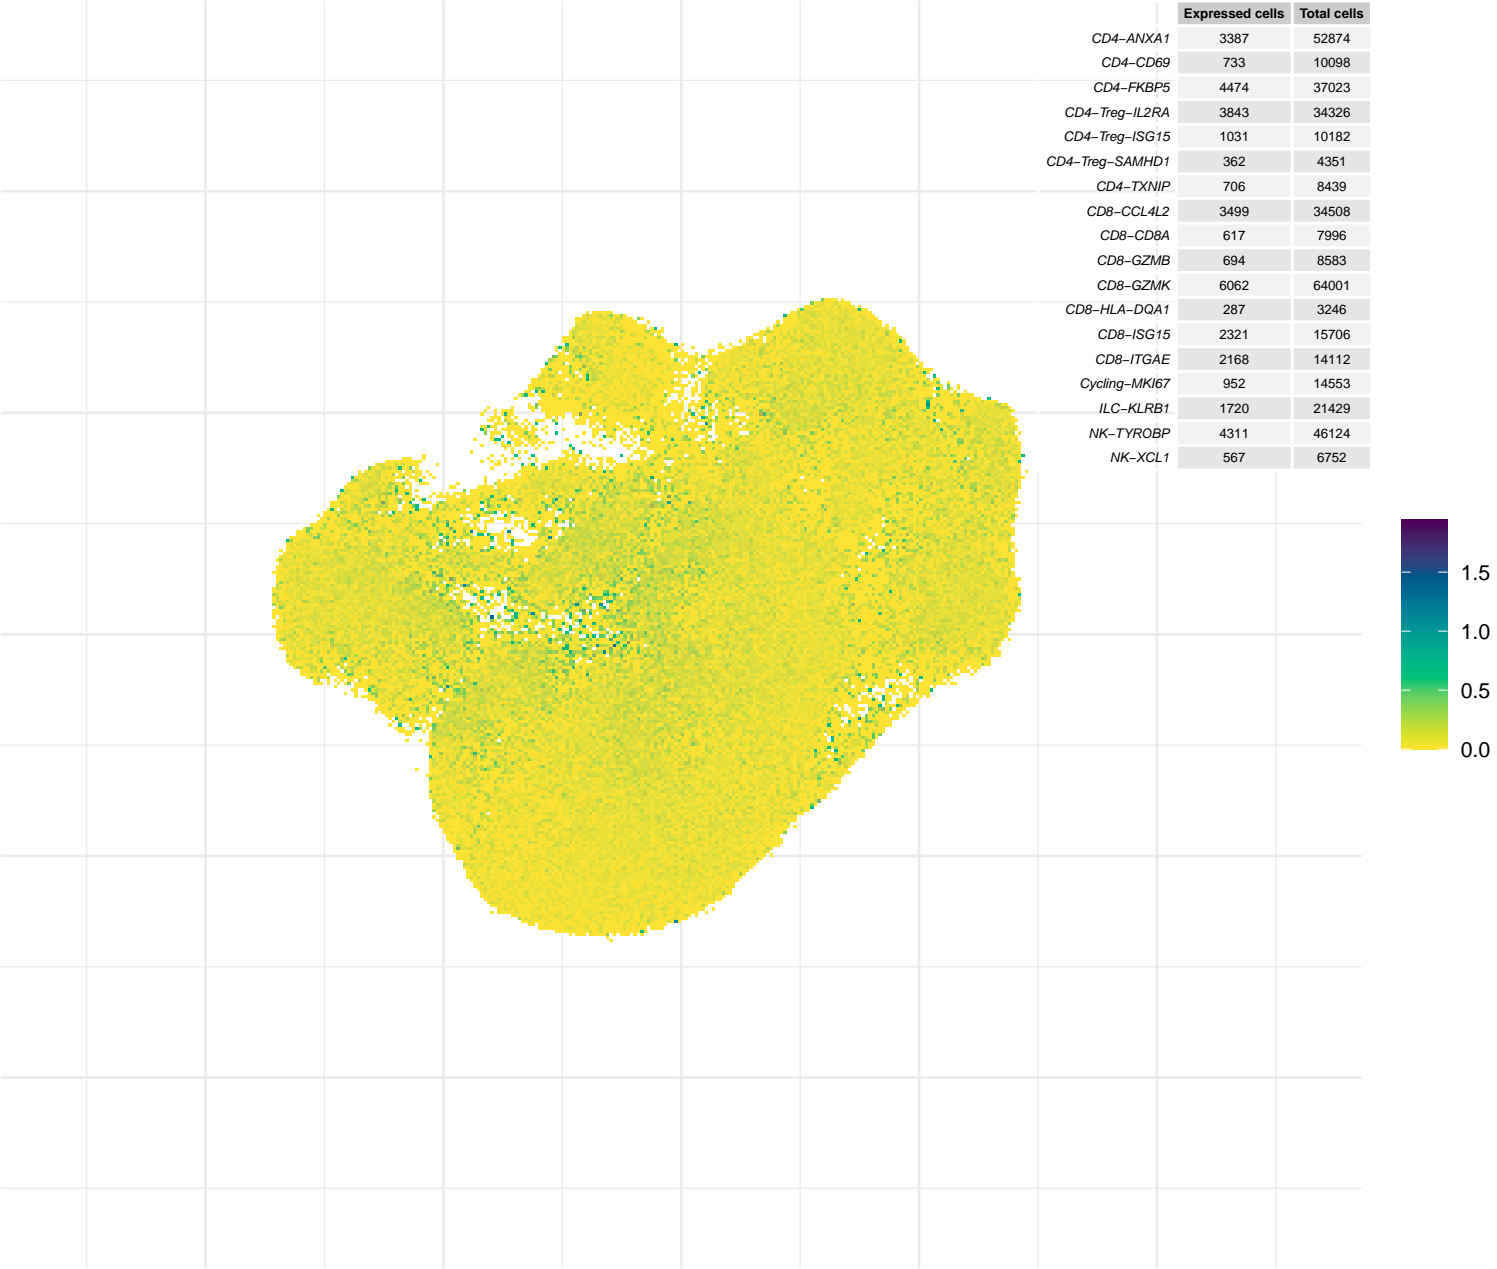 Expressed cells Total cells
CD4−ANXA1 3387 52874
CD4−CD69 733 10098
CD4−FKBP5 4474 37023
CD4−Treg−IL2RA 3843 34326
CD4−Treg−ISG15 1031 10182
CD4−Treg−SAMHD1 362 4351
CD4−TXNIP 706 8439
CD8−CCL4L2 3499 34508
CD8−CD8A 617 7996
CD8−GZMB 694 8583
CD8−GZMK 6062 64001
CD8−HLA−DQA1 287 3246
CD8−ISG15 2321 15706
CD8−ITGAE 2168 14112
Cycling−MKI67 952 14553
ILC−KLRB1 1720 21429
NK−TYROBP 4311 46124
NK−XCL1 567 6752
1.5
1.0
0.5
0.0